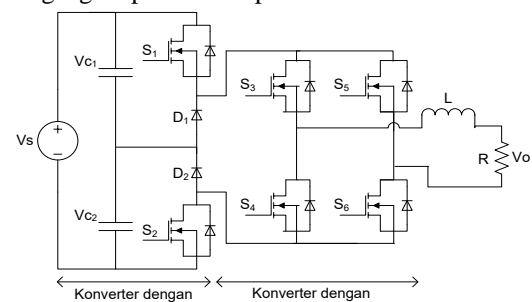 S1
Vc1
S3
S5
D1
L
Vs
R
Vo
D2
S4
S6
Vc2
S2
Konverter dengan
Konverter dengan